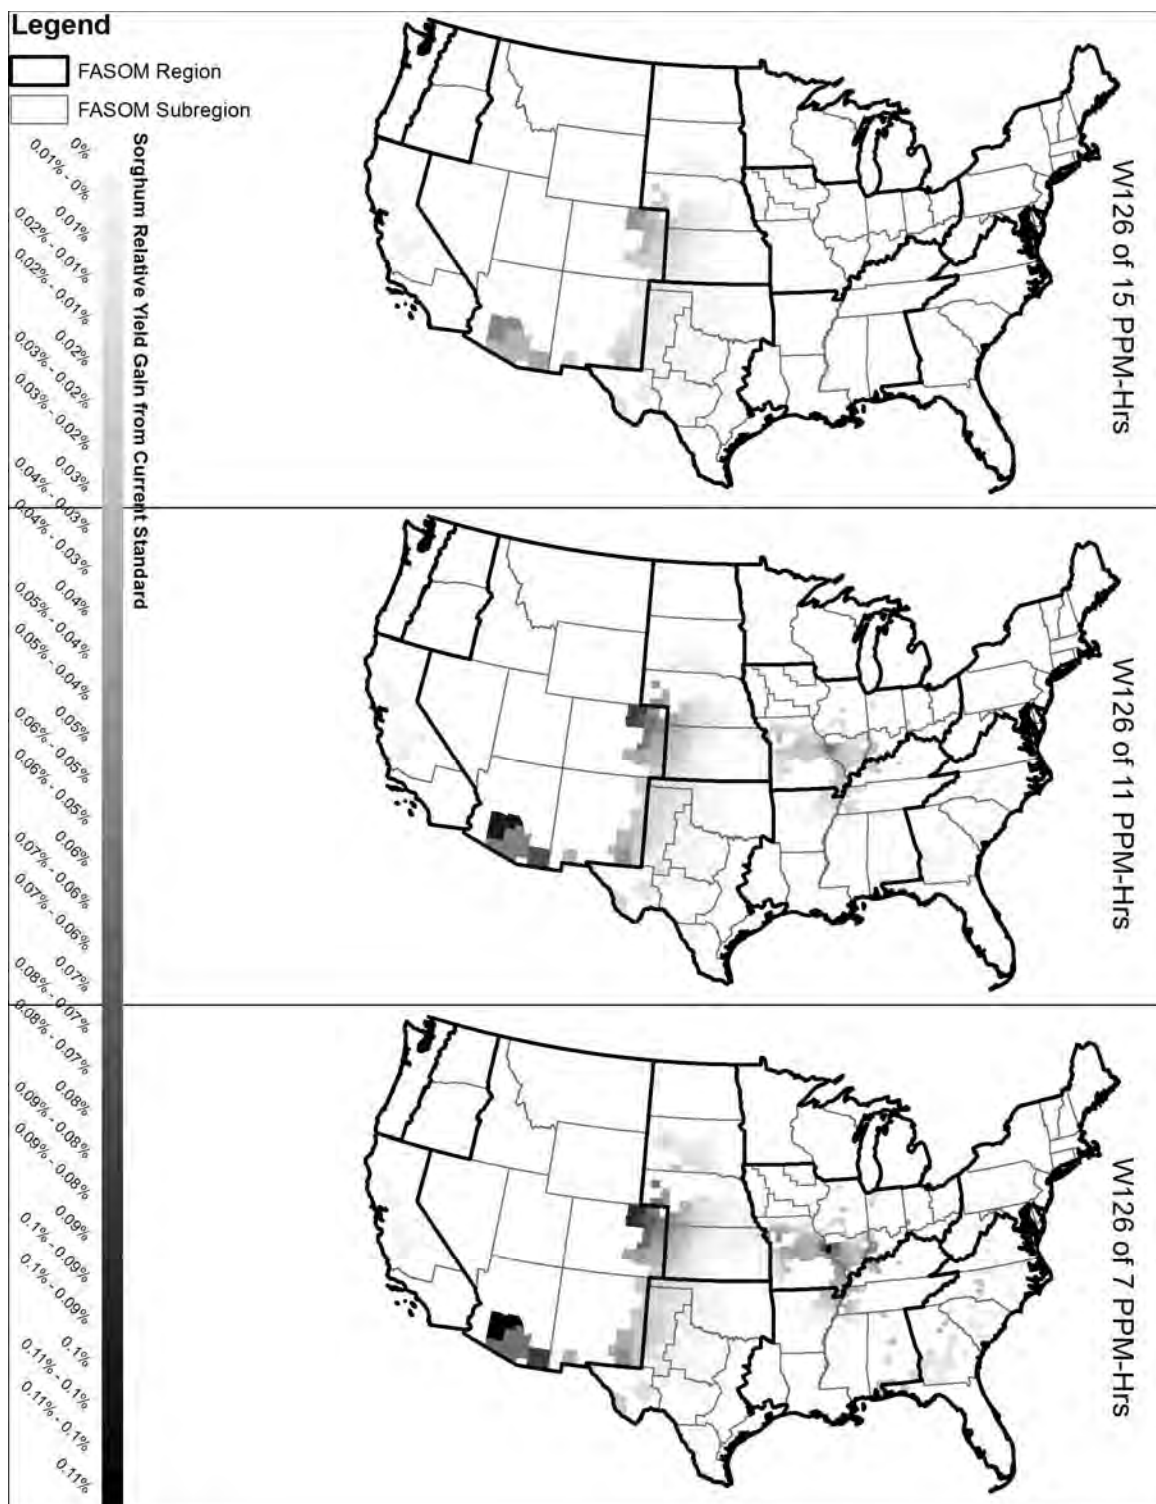 Legend
FASOM Region
FASOM Subregion
Sorghum Relative Yield Gain from Current Standard
0%
0.01% - 0%
0.01%
0.02% - 0.01%
0.02% - 0.01%
0.02%
0.03% - 0.02%
0.03% - 0.02%
0.03%
0.04% - 0.03%
0.04% - 0.03%
0.04%
0.05% - 0.04%
0.05% - 0.04%
0.05%
0.06% - 0.05%
0.06% - 0.05%
0.06%
0.07% - 0.06%
0.07% - 0.06%
0.07%
0.08% - 0.07%
0.08% - 0.07%
0.08%
0.09% - 0.08%
0.09% - 0.08%
0.09%
0.1% - 0.09%
0.1% - 0.09%
0.1%
0.11% - 0.1%
0.11% - 0.1%
0.11%
W126 of 15 PPM-Hrs
W126 of 11 PPM-Hrs
W126 of 7 PPM-Hrs